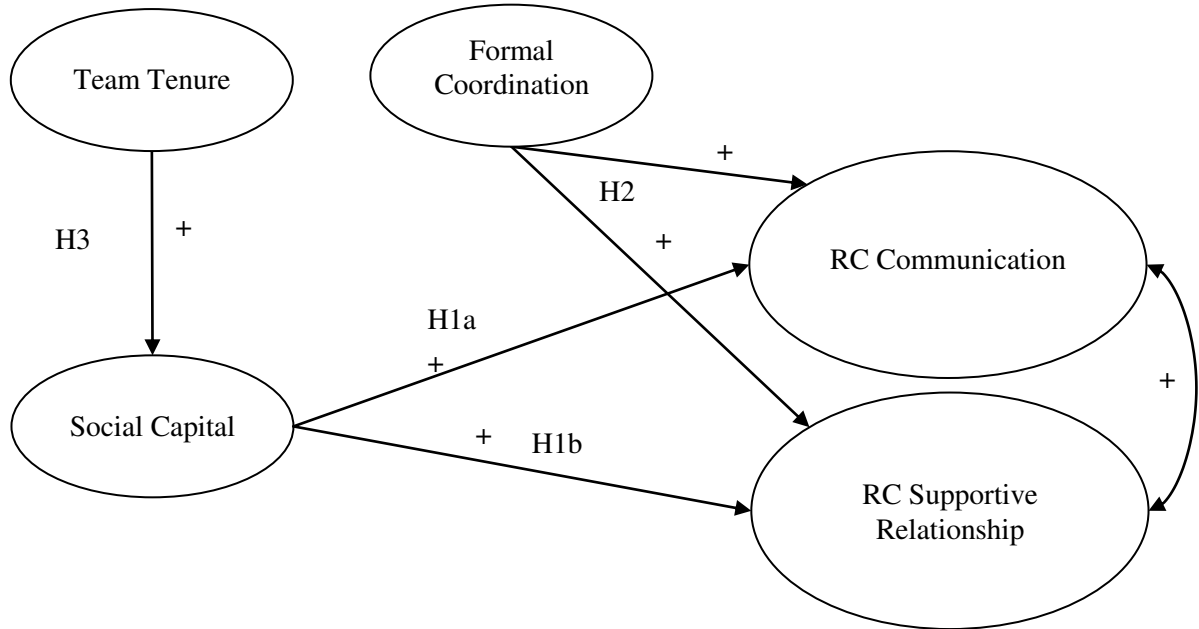 Team Tenure
Formal
Coordination
+
H2
+
H3
+
RC Communication
H1a
+
+
Social Capital
+
H1b
RC Supportive
Relationship